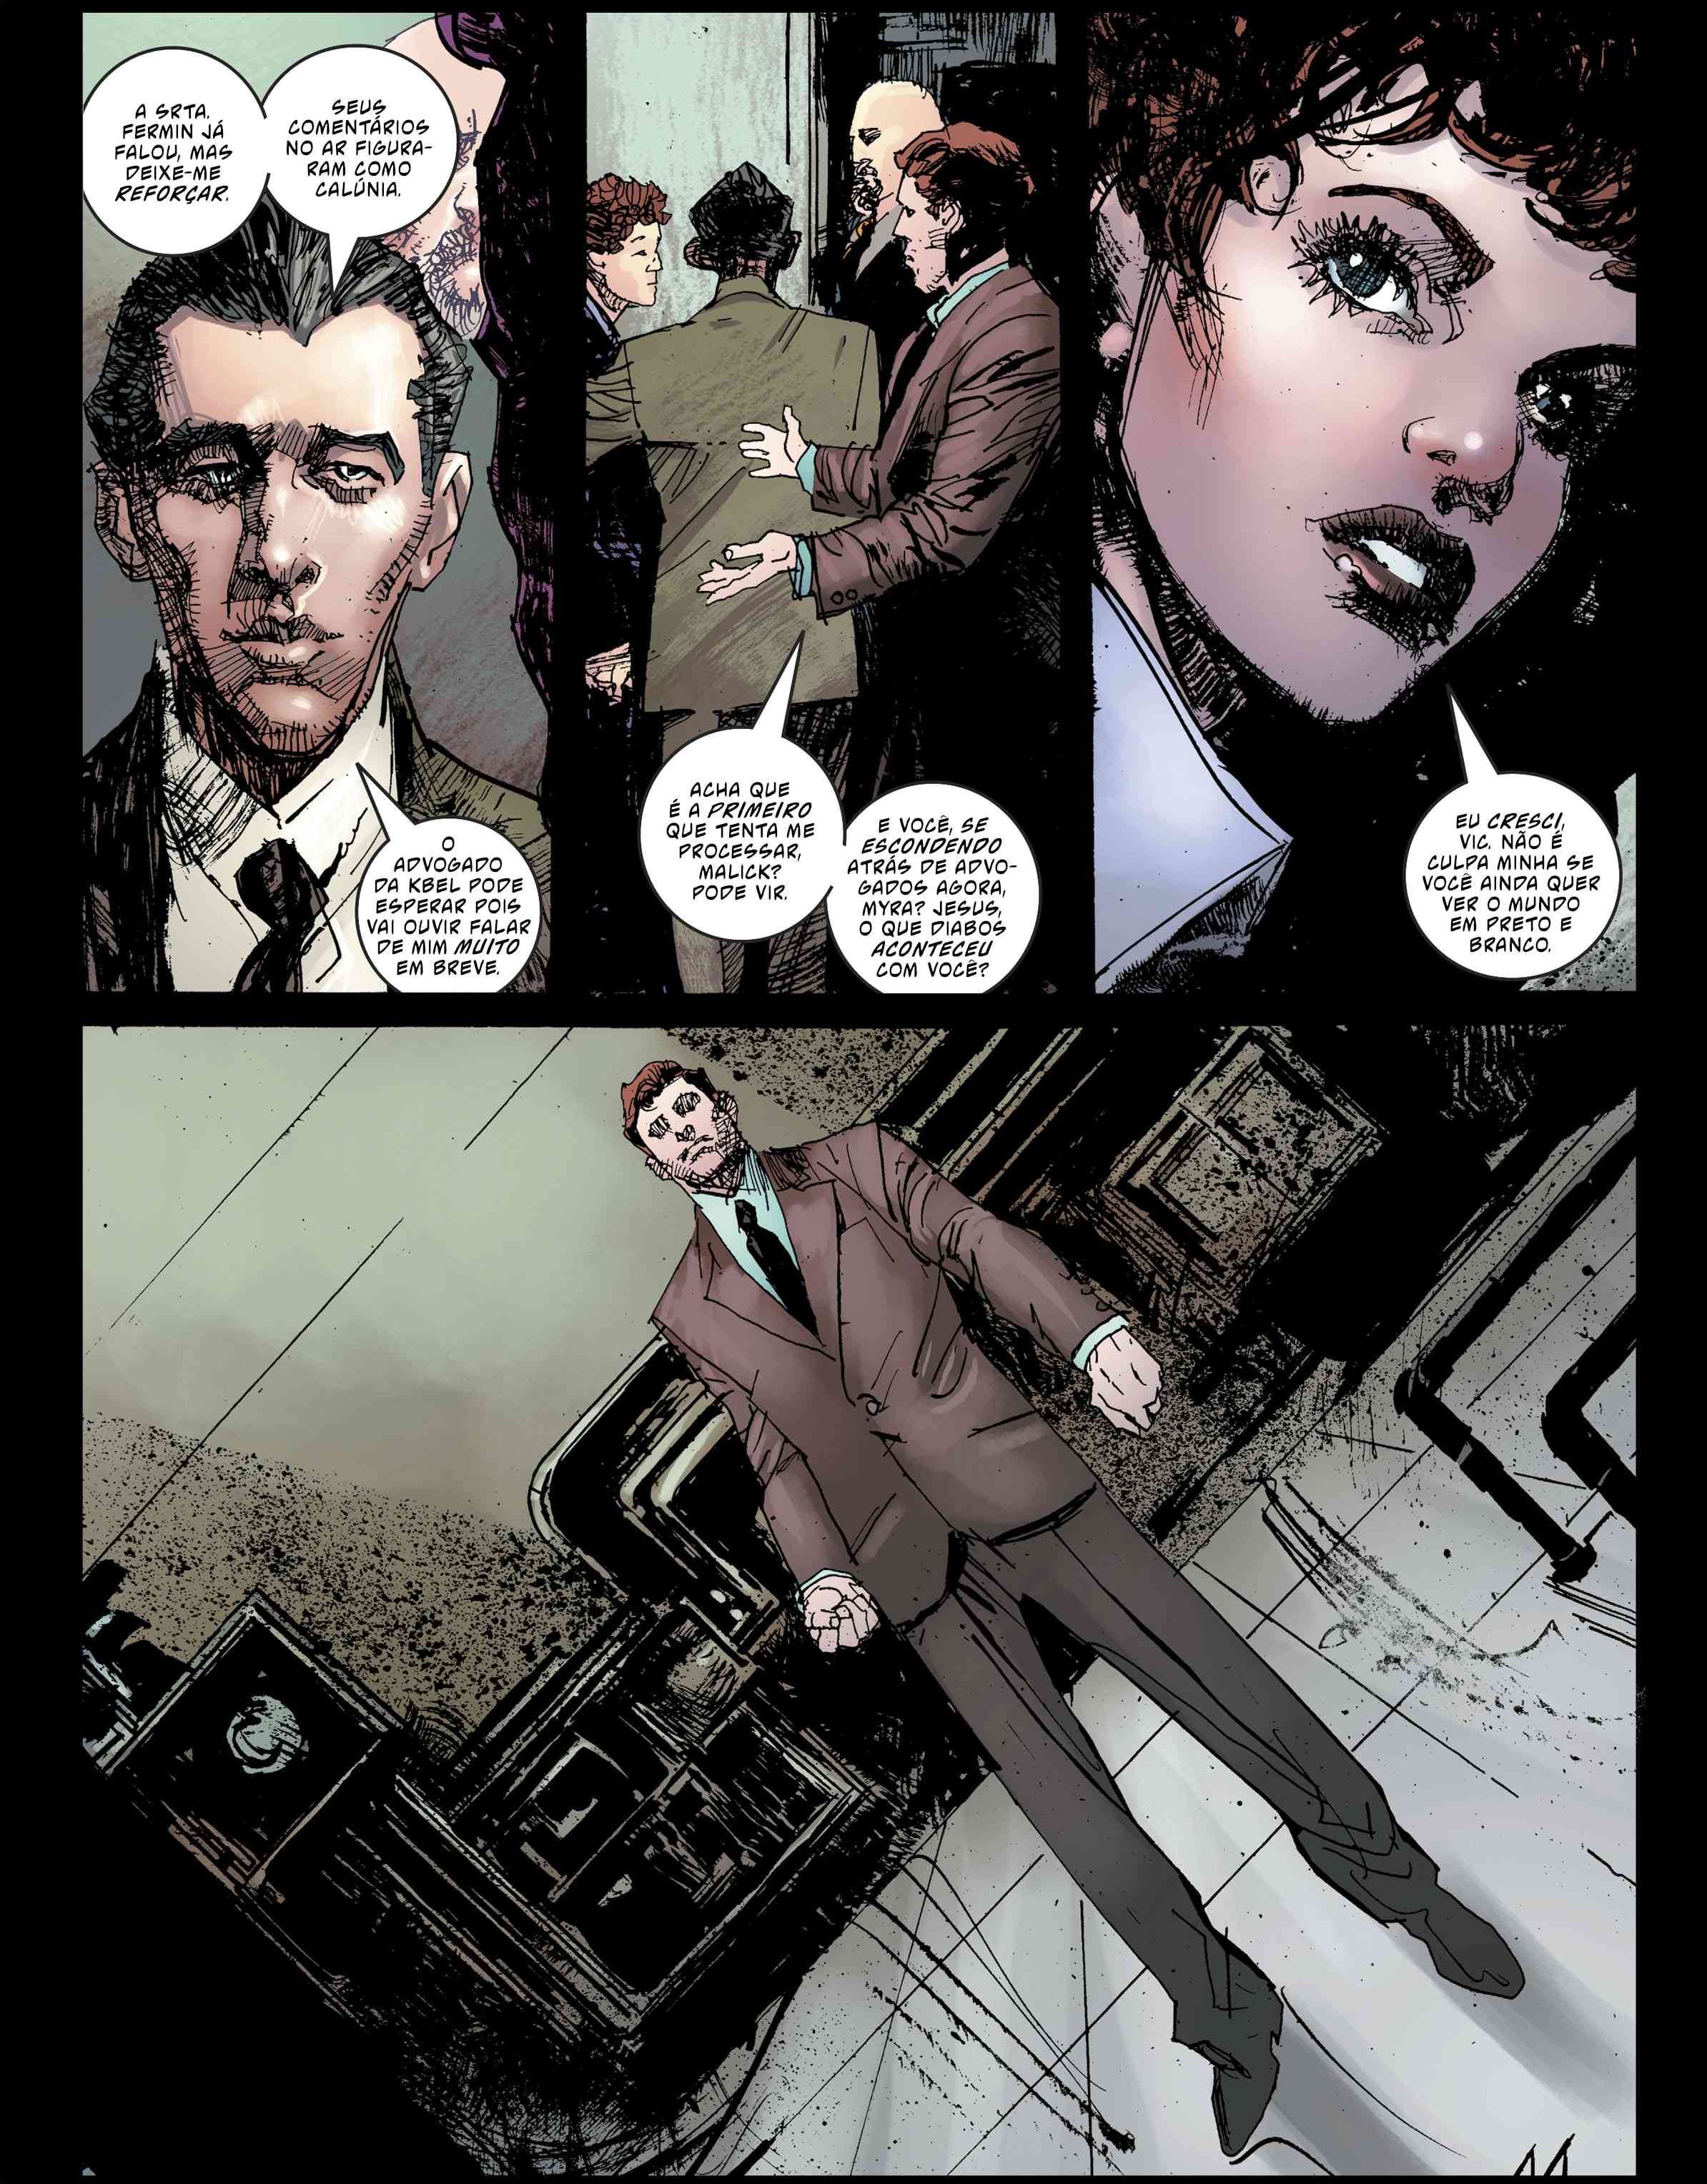 A SRTA.
FERMIN JÁ
FALOU, MAS
DEIXE-ME
REFORÇAR.
SEUS
COMENTÁRIOS
NO AR FIGURA-
RAM COMO
CALÚNIA.
O
ADVOGADO
DA KBEL PODE
ESPERAR POIS
VAI OUVIR FALAR
DE MIM MUITO
EM BREVE.
ACHA QUE
É A PRIMEIRO
QUE TENTA ME
PROCESSAR,
MALICK?
PODE VIR.
E VOCÊ, SE
ESCONDENDO
ATRÁS DE ADVO-
GADOS AGORA,
MYRA? JESUS,
O QUE DIABOS
ACONTECEU
COM VOCÊ?
EU CRESCI,
VIC. NÃO É
CULPA MINHA SE
VOCÊ AINDA QUER
VER O MUNDO
EM PRETO E
BRANCO.